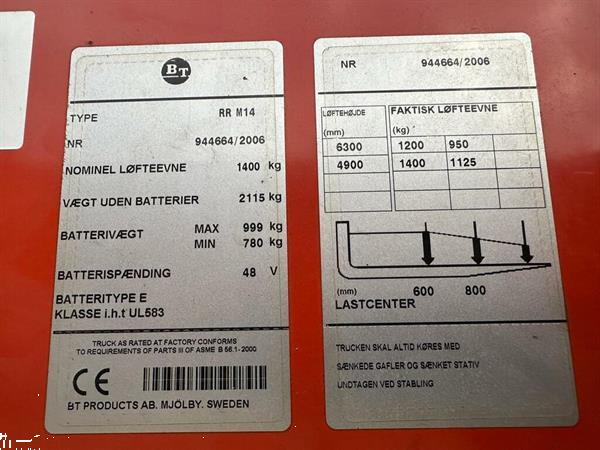 BT
TYPE RR M14
NR 944664/2006
NOMINEL LØFTEEVNE 1400 kg
VÆGT UDEN BATTERIER 2115 kg
BATTERIVÆGT MAX 999 kg
MIN 780 kg
BATTERISPÆNDING 48 V
BATTERITYPE E
KLASSE i.h.t UL583
TRUCK AS RATED AT FACTORY CONFORMS
TO REQUIREMENTS OF PARTS III OF ASME B 56.1-2000
CE
BT PRODUCTS AB. MJÖLBY. SWEDEN
NR 944664/2006
LØFTEHØJDE FAKTISK LØFTEEVNE
(mm) (kg)
6300 1200 950
4900 1400 1125
(mm) 600 800
LASTCENTER
TRUCKEN SKAL ALTID KØRES MED
SÆNKEDE GAFLER OG SÆNKET STATIV
UNDTAGEN VED STABLING